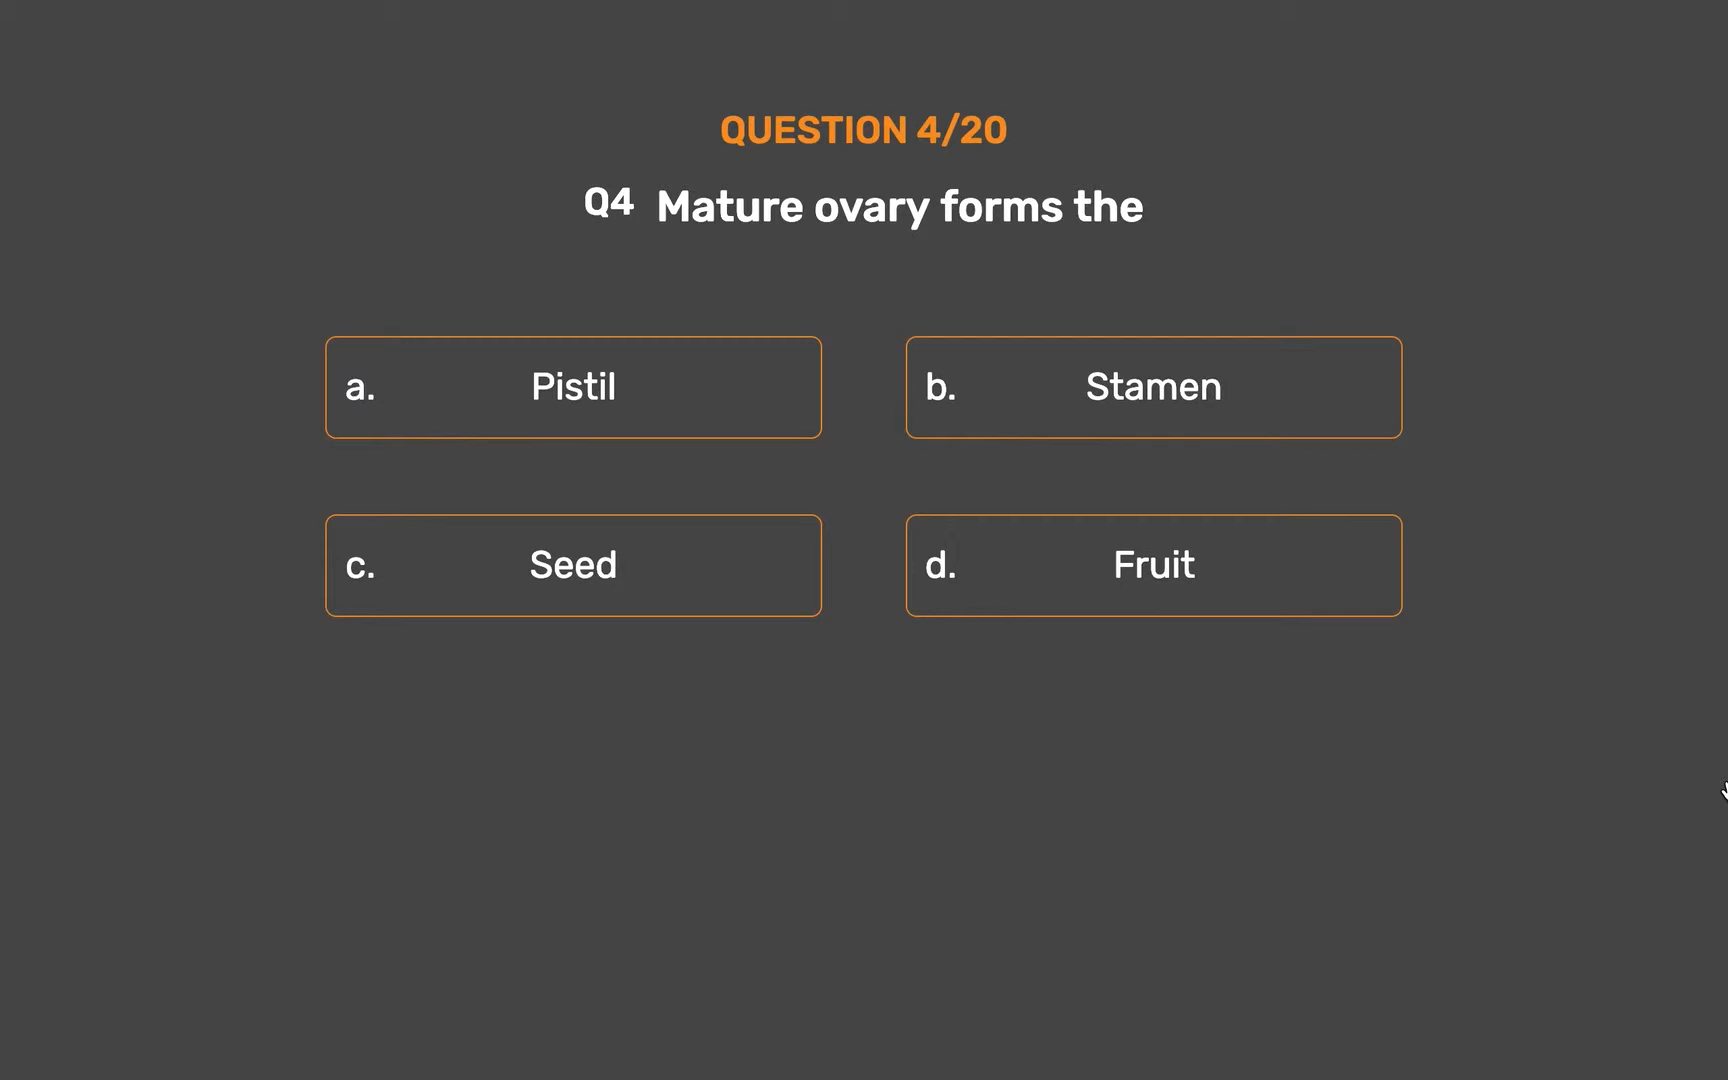 QUESTION 4/20
Q4 Mature ovary forms the
a. Pistil
b. Stamen
c. Seed
d. Fruit